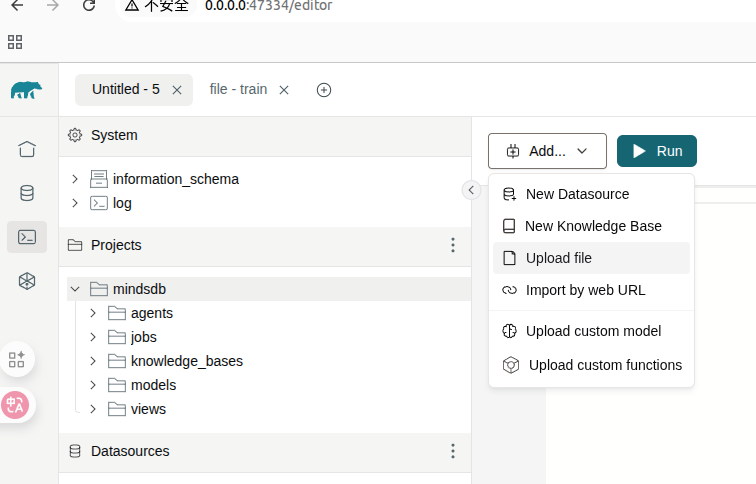 不安全 0.0.0.0:47334/editor
Untitled - 5
file - train
System
information_schema
log
Projects
mindsdb
agents
jobs
knowledge_bases
models
views
Datasources
Add...
Run
New Datasource
New Knowledge Base
Upload file
Import by web URL
Upload custom model
Upload custom functions
中A